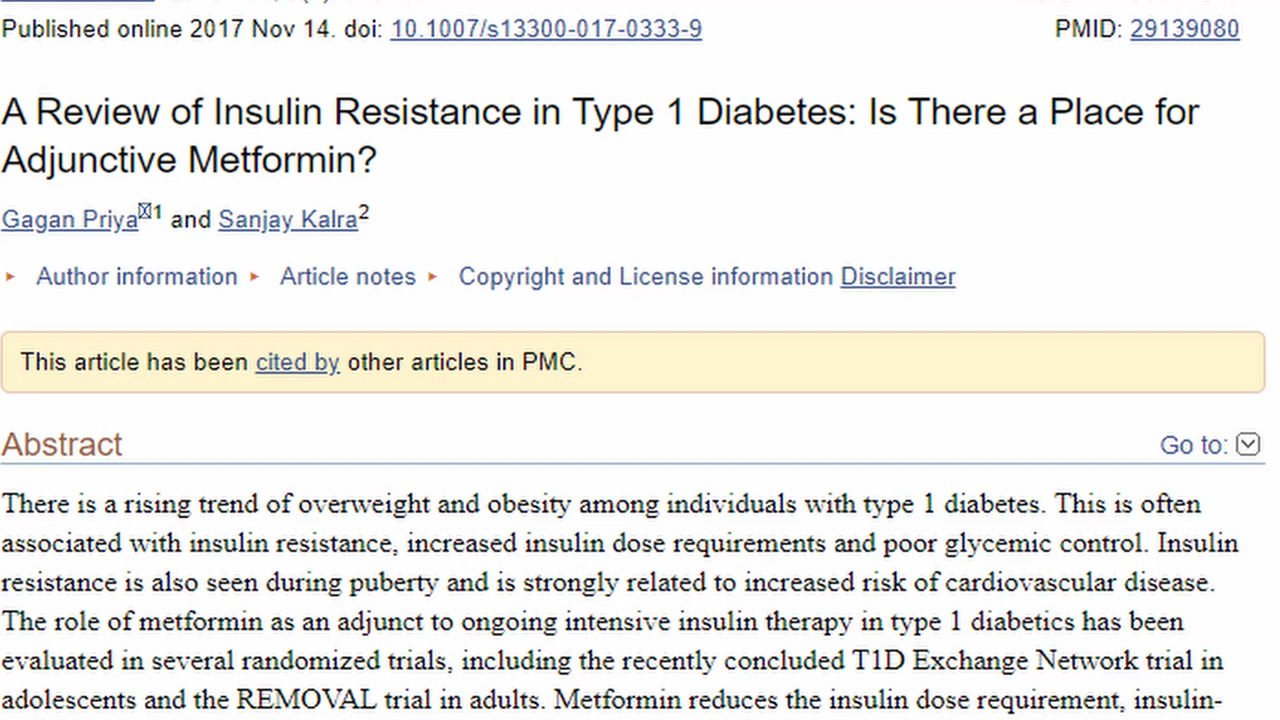 Published online 2017 Nov 14. doi: 10.1007/s13300-017-0333-9 PMID: 29139080
A Review of Insulin Resistance in Type 1 Diabetes: Is There a Place for
Adjunctive Metformin?
Gagan Priya1 and Sanjay Kalra2
Author information Article notes Copyright and License information Disclaimer
This article has been cited by other articles in PMC.
Abstract Go to:
There is a rising trend of overweight and obesity among individuals with type 1 diabetes. This is often
associated with insulin resistance, increased insulin dose requirements and poor glycemic control. Insulin
resistance is also seen during puberty and is strongly related to increased risk of cardiovascular disease.
The role of metformin as an adjunct to ongoing intensive insulin therapy in type 1 diabetics has been
evaluated in several randomized trials, including the recently concluded T1D Exchange Network trial in
adolescents and the REMOVAL trial in adults. Metformin reduces the insulin dose requirement, insulin-